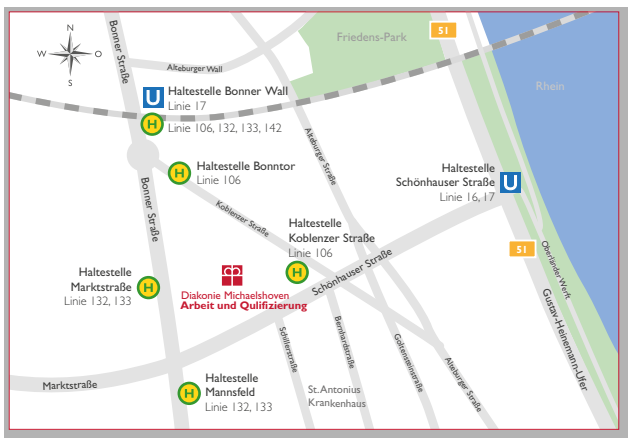 N
W
O
S
Bonner Straße
Friedens-Park
51
Alteburger Wall
Rhein
U
Haltestelle Bonner Wall
Linie 17
H
Linie 106, 132, 133, 142
Alteburger Straße
H
Haltestelle Bonntor
Linie 106
Haltestelle
Schönhauser Straße
Linie 16, 17
U
Bonner Straße
Koblenzer Straße
Haltestelle
Koblenzer Straße
Linie 106
H
Schönhauser Straße
51
Oberländer Werft
Gustav-Heinemann-Ufer
Haltestelle
Marktstraße
Linie 132, 133
H
Diakonie Michaelshoven
Arbeit und Qulifizierung
Schillerstraße
Bernhardstraße
Goltensteinstraße
Alteburger Straße
Marktstraße
H
Haltestelle
Mannsfeld
Linie 132, 133
St. Antonius
Krankenhaus